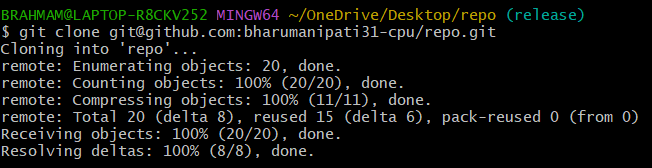 BRAHMAM@LAPTOP-R8CKV252 MINGW64 ~/OneDrive/Desktop/repo (release)
$ git clone git@github.com:bharumanipati31-cpu/repo.git
Cloning into 'repo'...
remote: Enumerating objects: 20, done.
remote: Counting objects: 100% (20/20), done.
remote: Compressing objects: 100% (11/11), done.
remote: Total 20 (delta 8), reused 15 (delta 6), pack-reused 0 (from 0)
Receiving objects: 100% (20/20), done.
Resolving deltas: 100% (8/8), done.